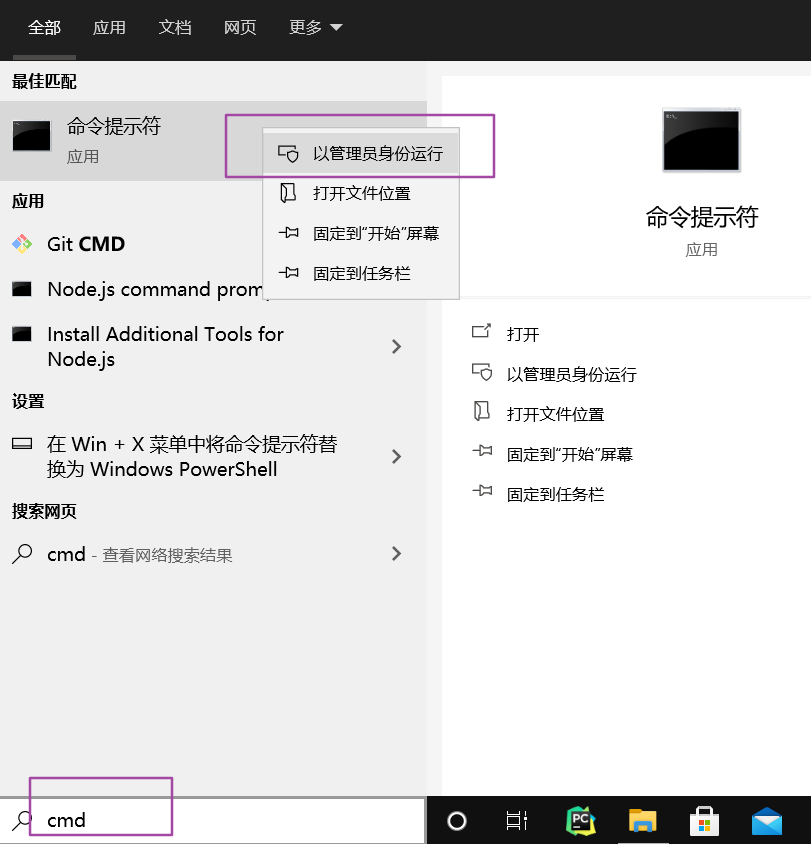 全部 应用 文档 网页 更多
最佳匹配
命令提示符
应用
以管理员身份运行
打开文件位置
固定到“开始”屏幕
固定到任务栏
应用
Git CMD
Node.js command prom
Install Additional Tools for
Node.js
设置
在 Win + X 菜单中将命令提示符替
换为 Windows PowerShell
搜索网页
cmd - 查看网络搜索结果
命令提示符
应用
打开
以管理员身份运行
打开文件位置
固定到“开始”屏幕
固定到任务栏
cmd
PC